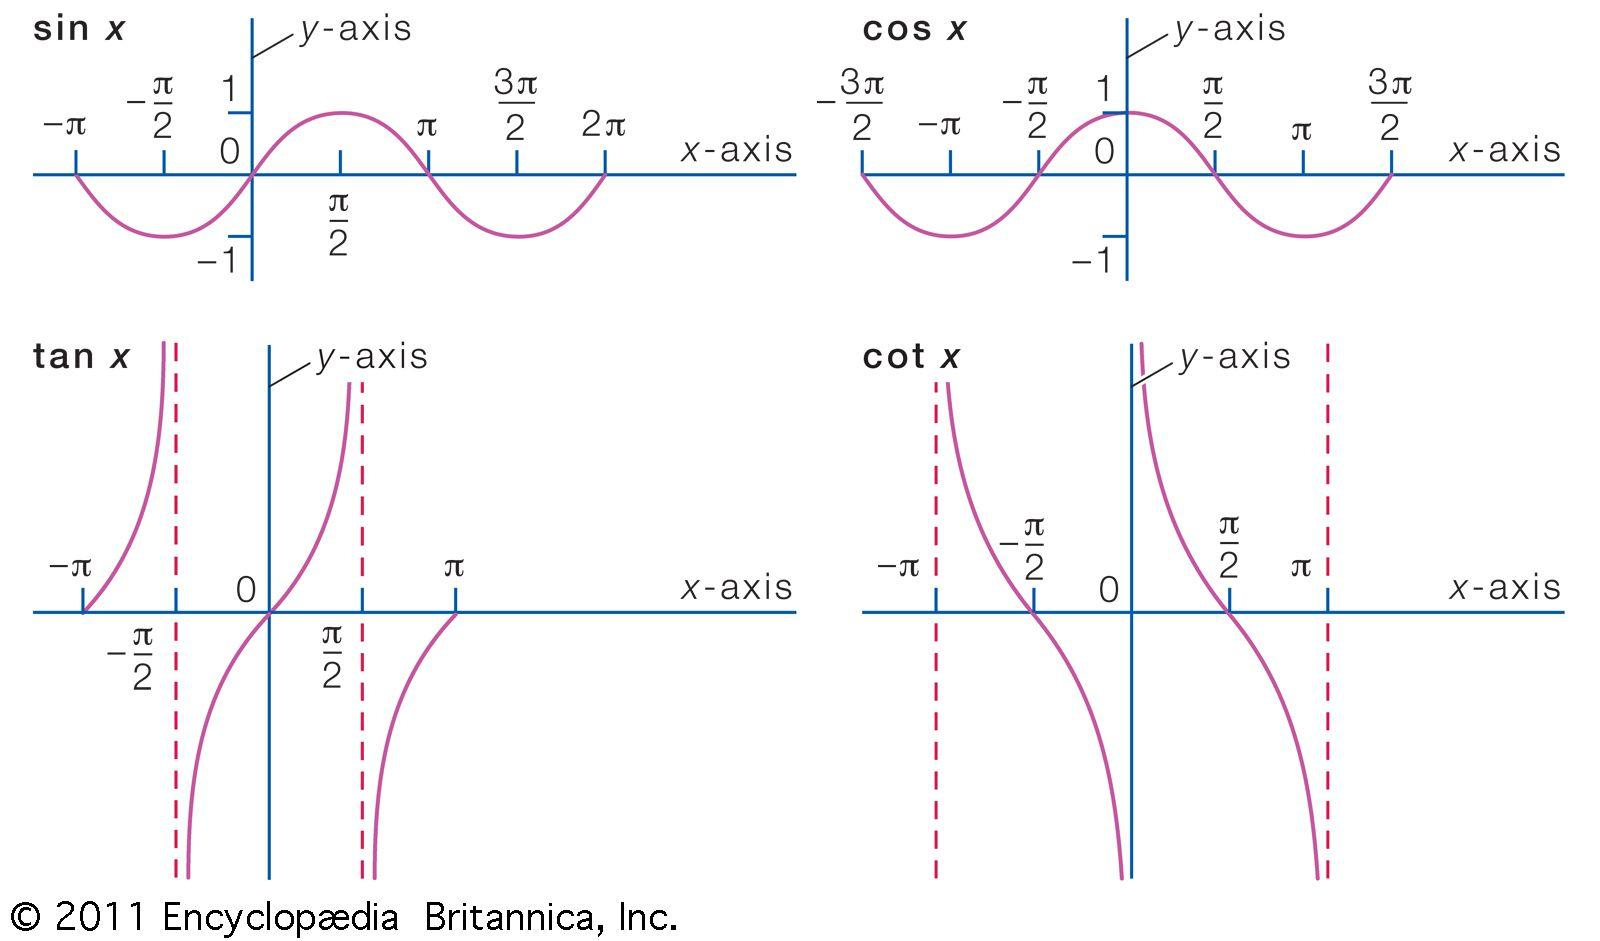 sin x
y-axis
1
−π/2
3π/2
−π
π
2π
0
x-axis
π/2
−1
cos x
y-axis
−3π/2
−π/2
1
π/2
3π/2
−π
π
0
x-axis
−1
tan x
y-axis
−π
0
π
x-axis
−π/2
π/2
cot x
y-axis
−π/2
π/2
−π
0
π
x-axis
© 2011 Encyclopædia Britannica, Inc.